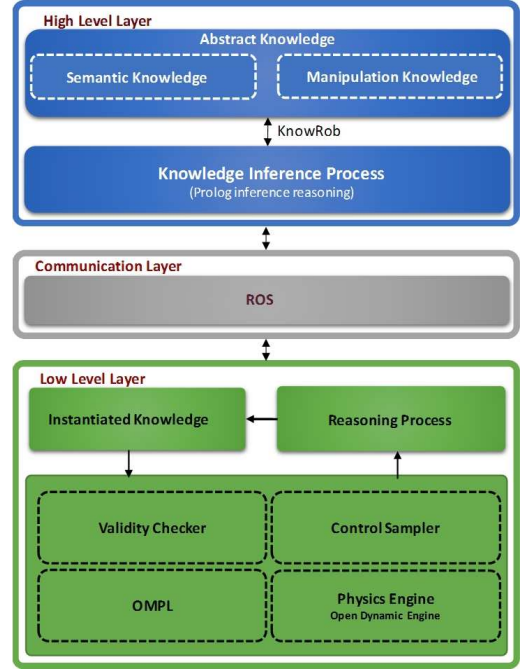 High Level Layer
Abstract Knowledge
Semantic Knowledge
Manipulation Knowledge
KnowRob
Knowledge Inference Process
(Prolog inference reasoning)
Communication Layer
ROS
Low Level Layer
Instantiated Knowledge
Reasoning Process
Validity Checker
Control Sampler
OMPL
Physics Engine
Open Dynamic Engine